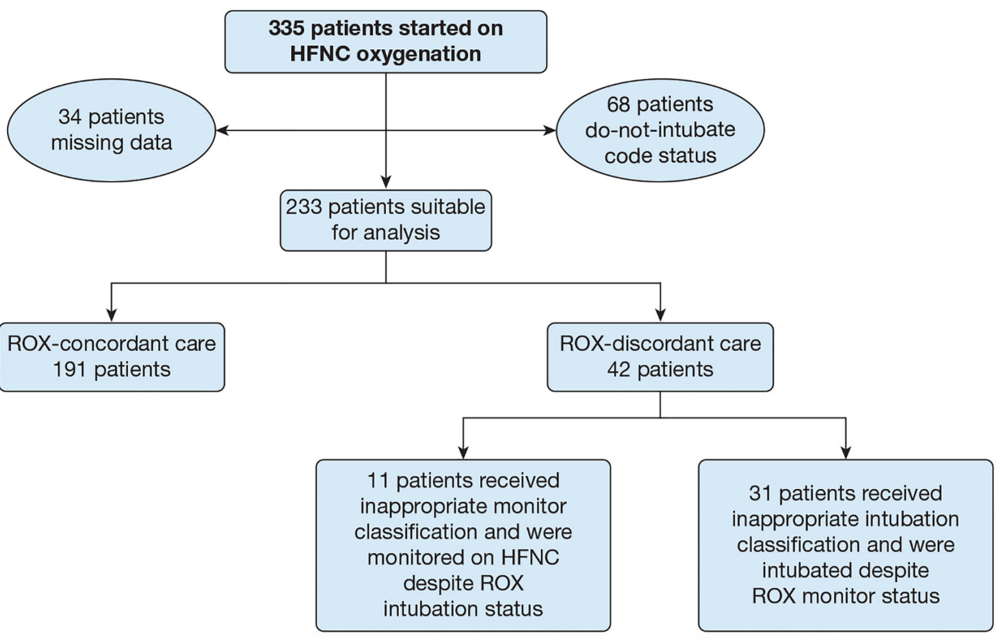 335 patients started on
HFNC oxygenation
34 patients
missing data
68 patients
do-not-intubate
code status
233 patients suitable
for analysis
ROX-concordant care
191 patients
ROX-discordant care
42 patients
11 patients received
inappropriate monitor
classification and were
monitored on HFNC
despite ROX
intubation status
31 patients received
inappropriate intubation
classification and were
intubated despite
ROX monitor status